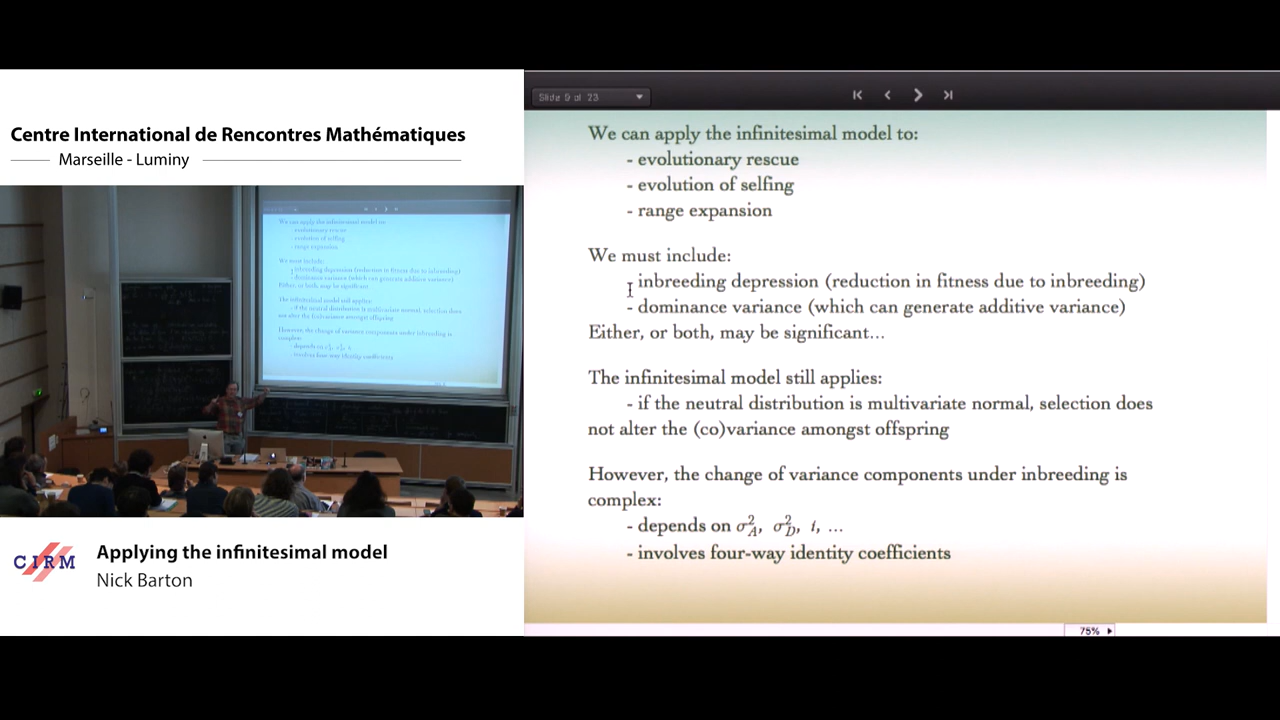 Centre International de Rencontres Mathématiques
Marseille - Luminy
CIRM
Applying the infinitesimal model
Nick Barton
We can apply the infinitesimal model to:
- evolutionary rescue
- evolution of selfing
- range expansion
We must include:
- inbreeding depression (reduction in fitness due to inbreeding)
- dominance variance (which can generate additive variance)
Either, or both, may be significant…
The infinitesimal model still applies:
- if the neutral distribution is multivariate normal, selection does
not alter the (co)variance amongst offspring
However, the change of variance components under inbreeding is
complex:
- depends on σ²_A, σ²_D, i, …
- involves four-way identity coefficients
75%